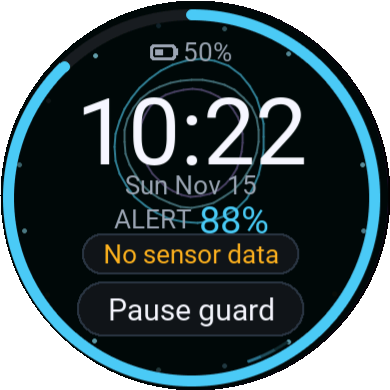 50%
10:22
Sun Nov 15
ALERT 88%
No sensor data
Pause guard